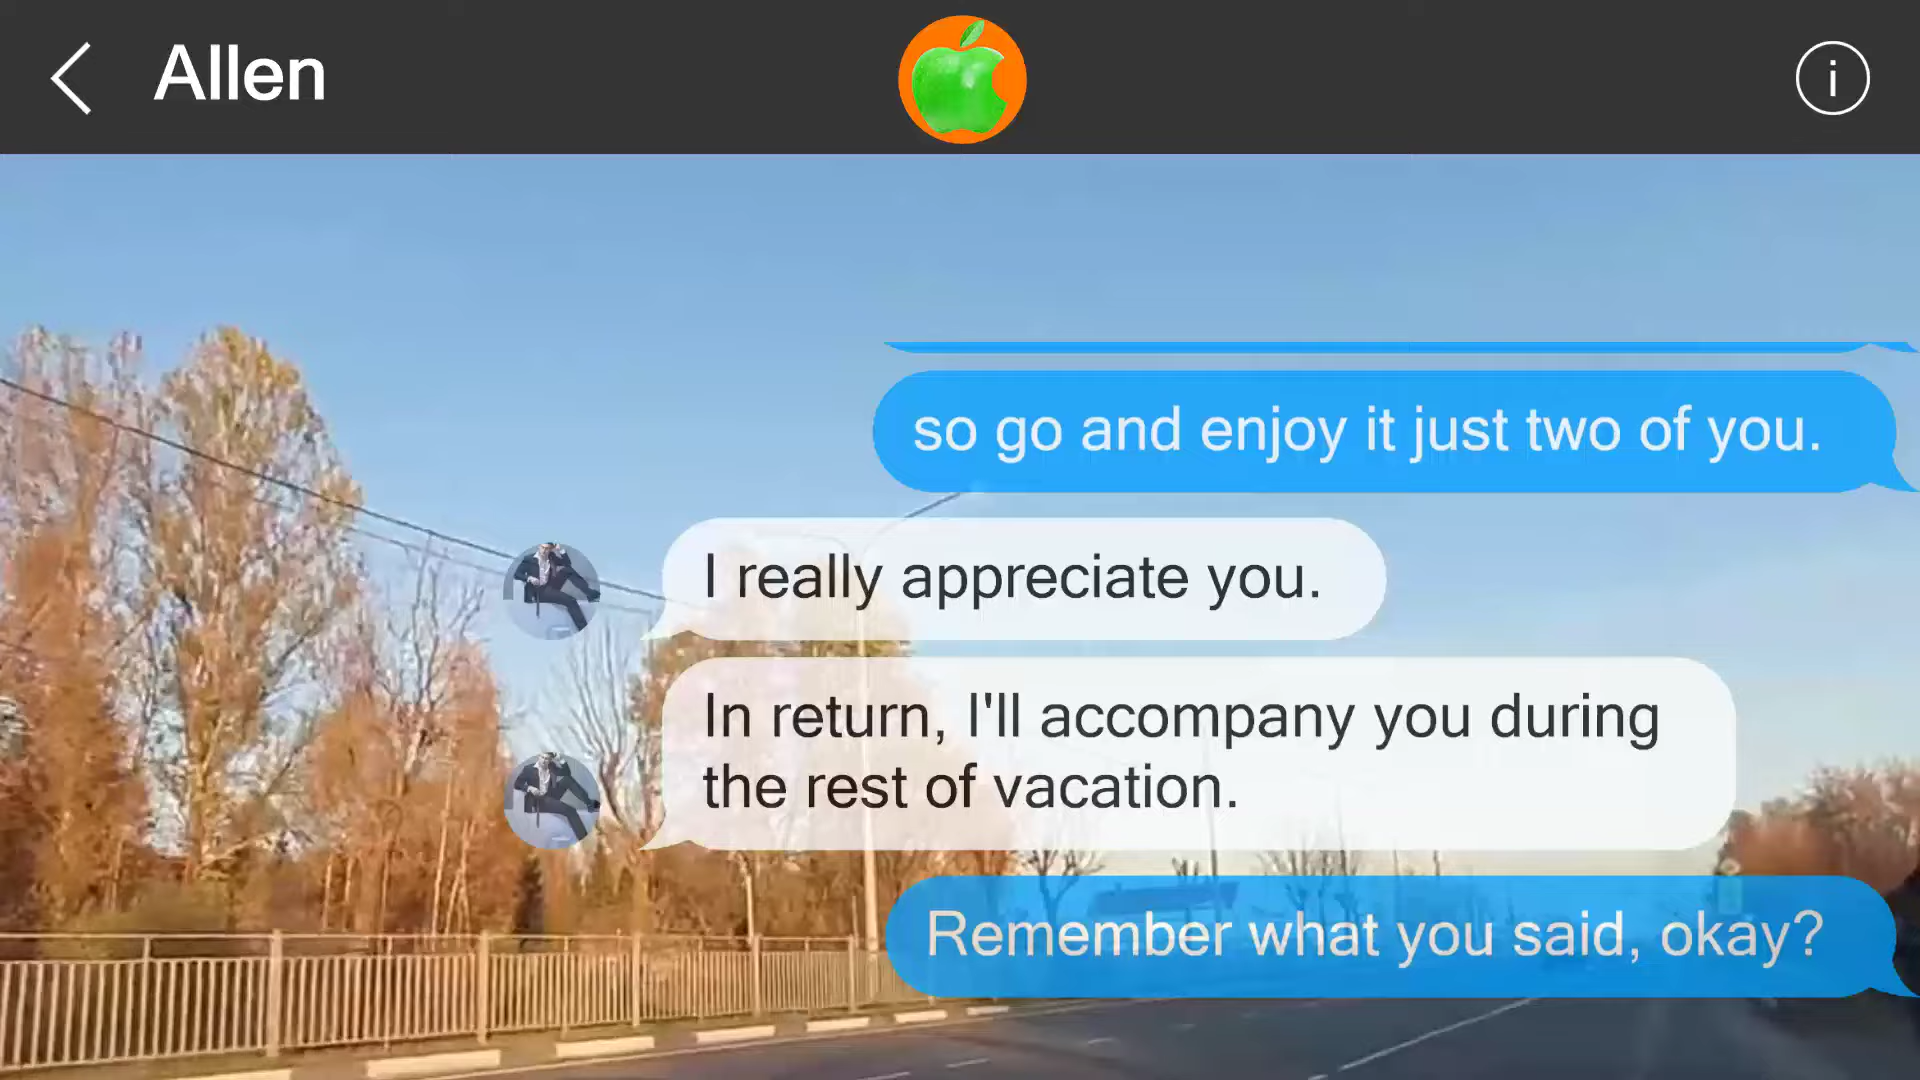 Allen
i
so go and enjoy it just two of you.
I really appreciate you.
In return, I'll accompany you during
the rest of vacation.
Remember what you said, okay?